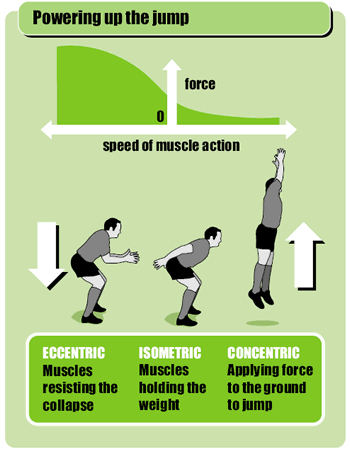 Powering up the jump
force
0
speed of muscle action
ECCENTRIC
Muscles
resisting the
collapse
ISOMETRIC
Muscles
holding the
weight
CONCENTRIC
Applying force
to the ground
to jump